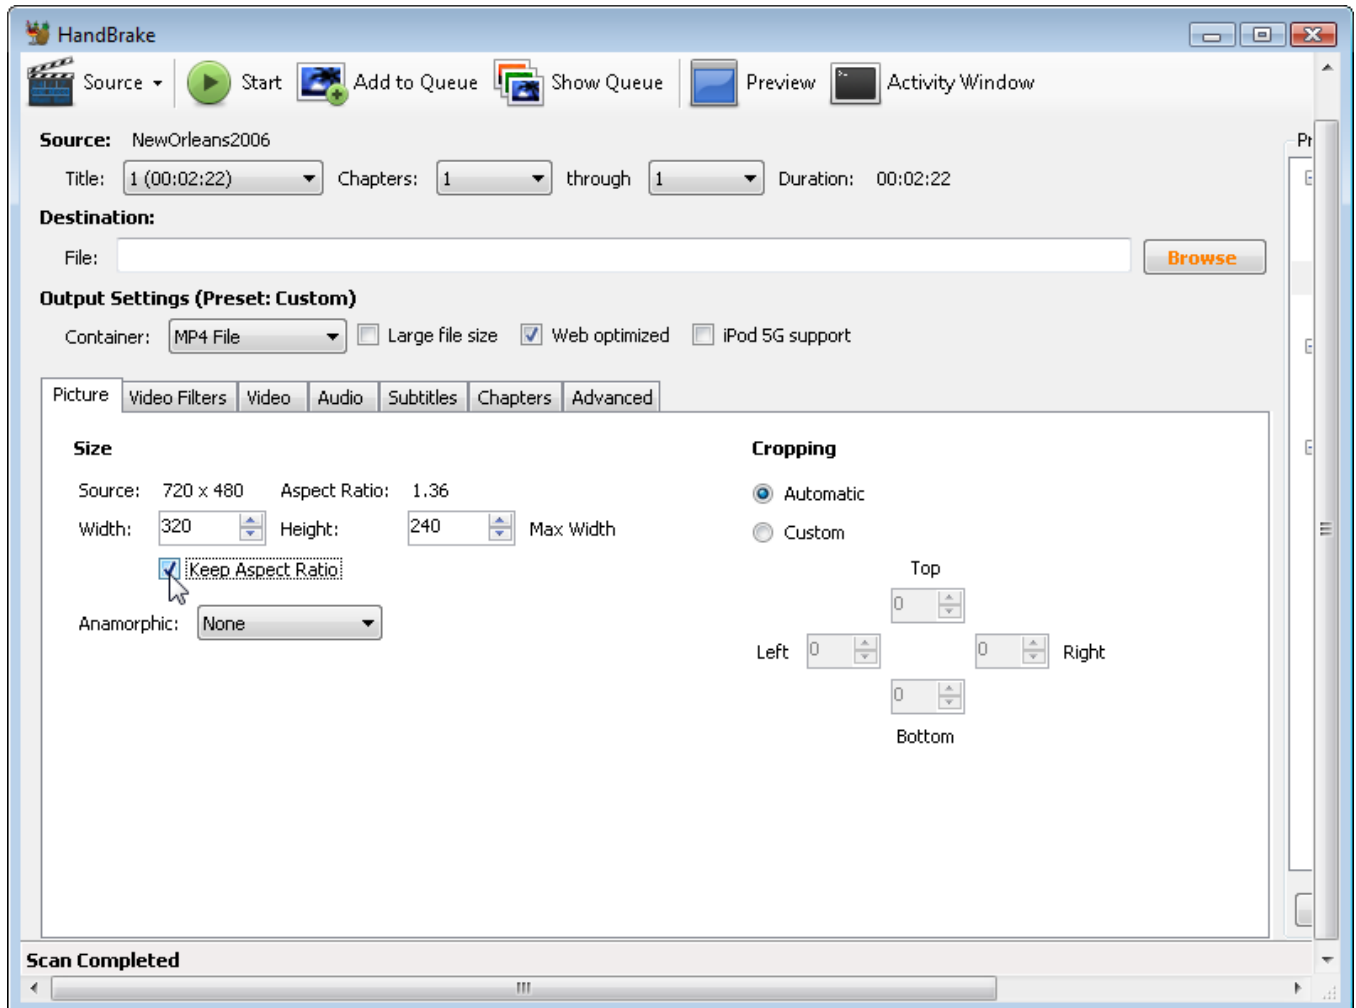 HandBrake
Source Start Add to Queue Show Queue Preview Activity Window
Source: NewOrleans2006
Title: 1 (00:02:22) Chapters: 1 through 1 Duration: 00:02:22
Destination:
File: Browse
Output Settings (Preset: Custom)
Container: MP4 File Large file size Web optimized iPod 5G support
Picture Video Filters Video Audio Subtitles Chapters Advanced
Size
Source: 720 x 480 Aspect Ratio: 1.36
Width: 320 Height: 240 Max Width
Keep Aspect Ratio
Anamorphic: None
Cropping
Automatic
Custom
Top
0
Left 0 0 Right
0
Bottom
Scan Completed